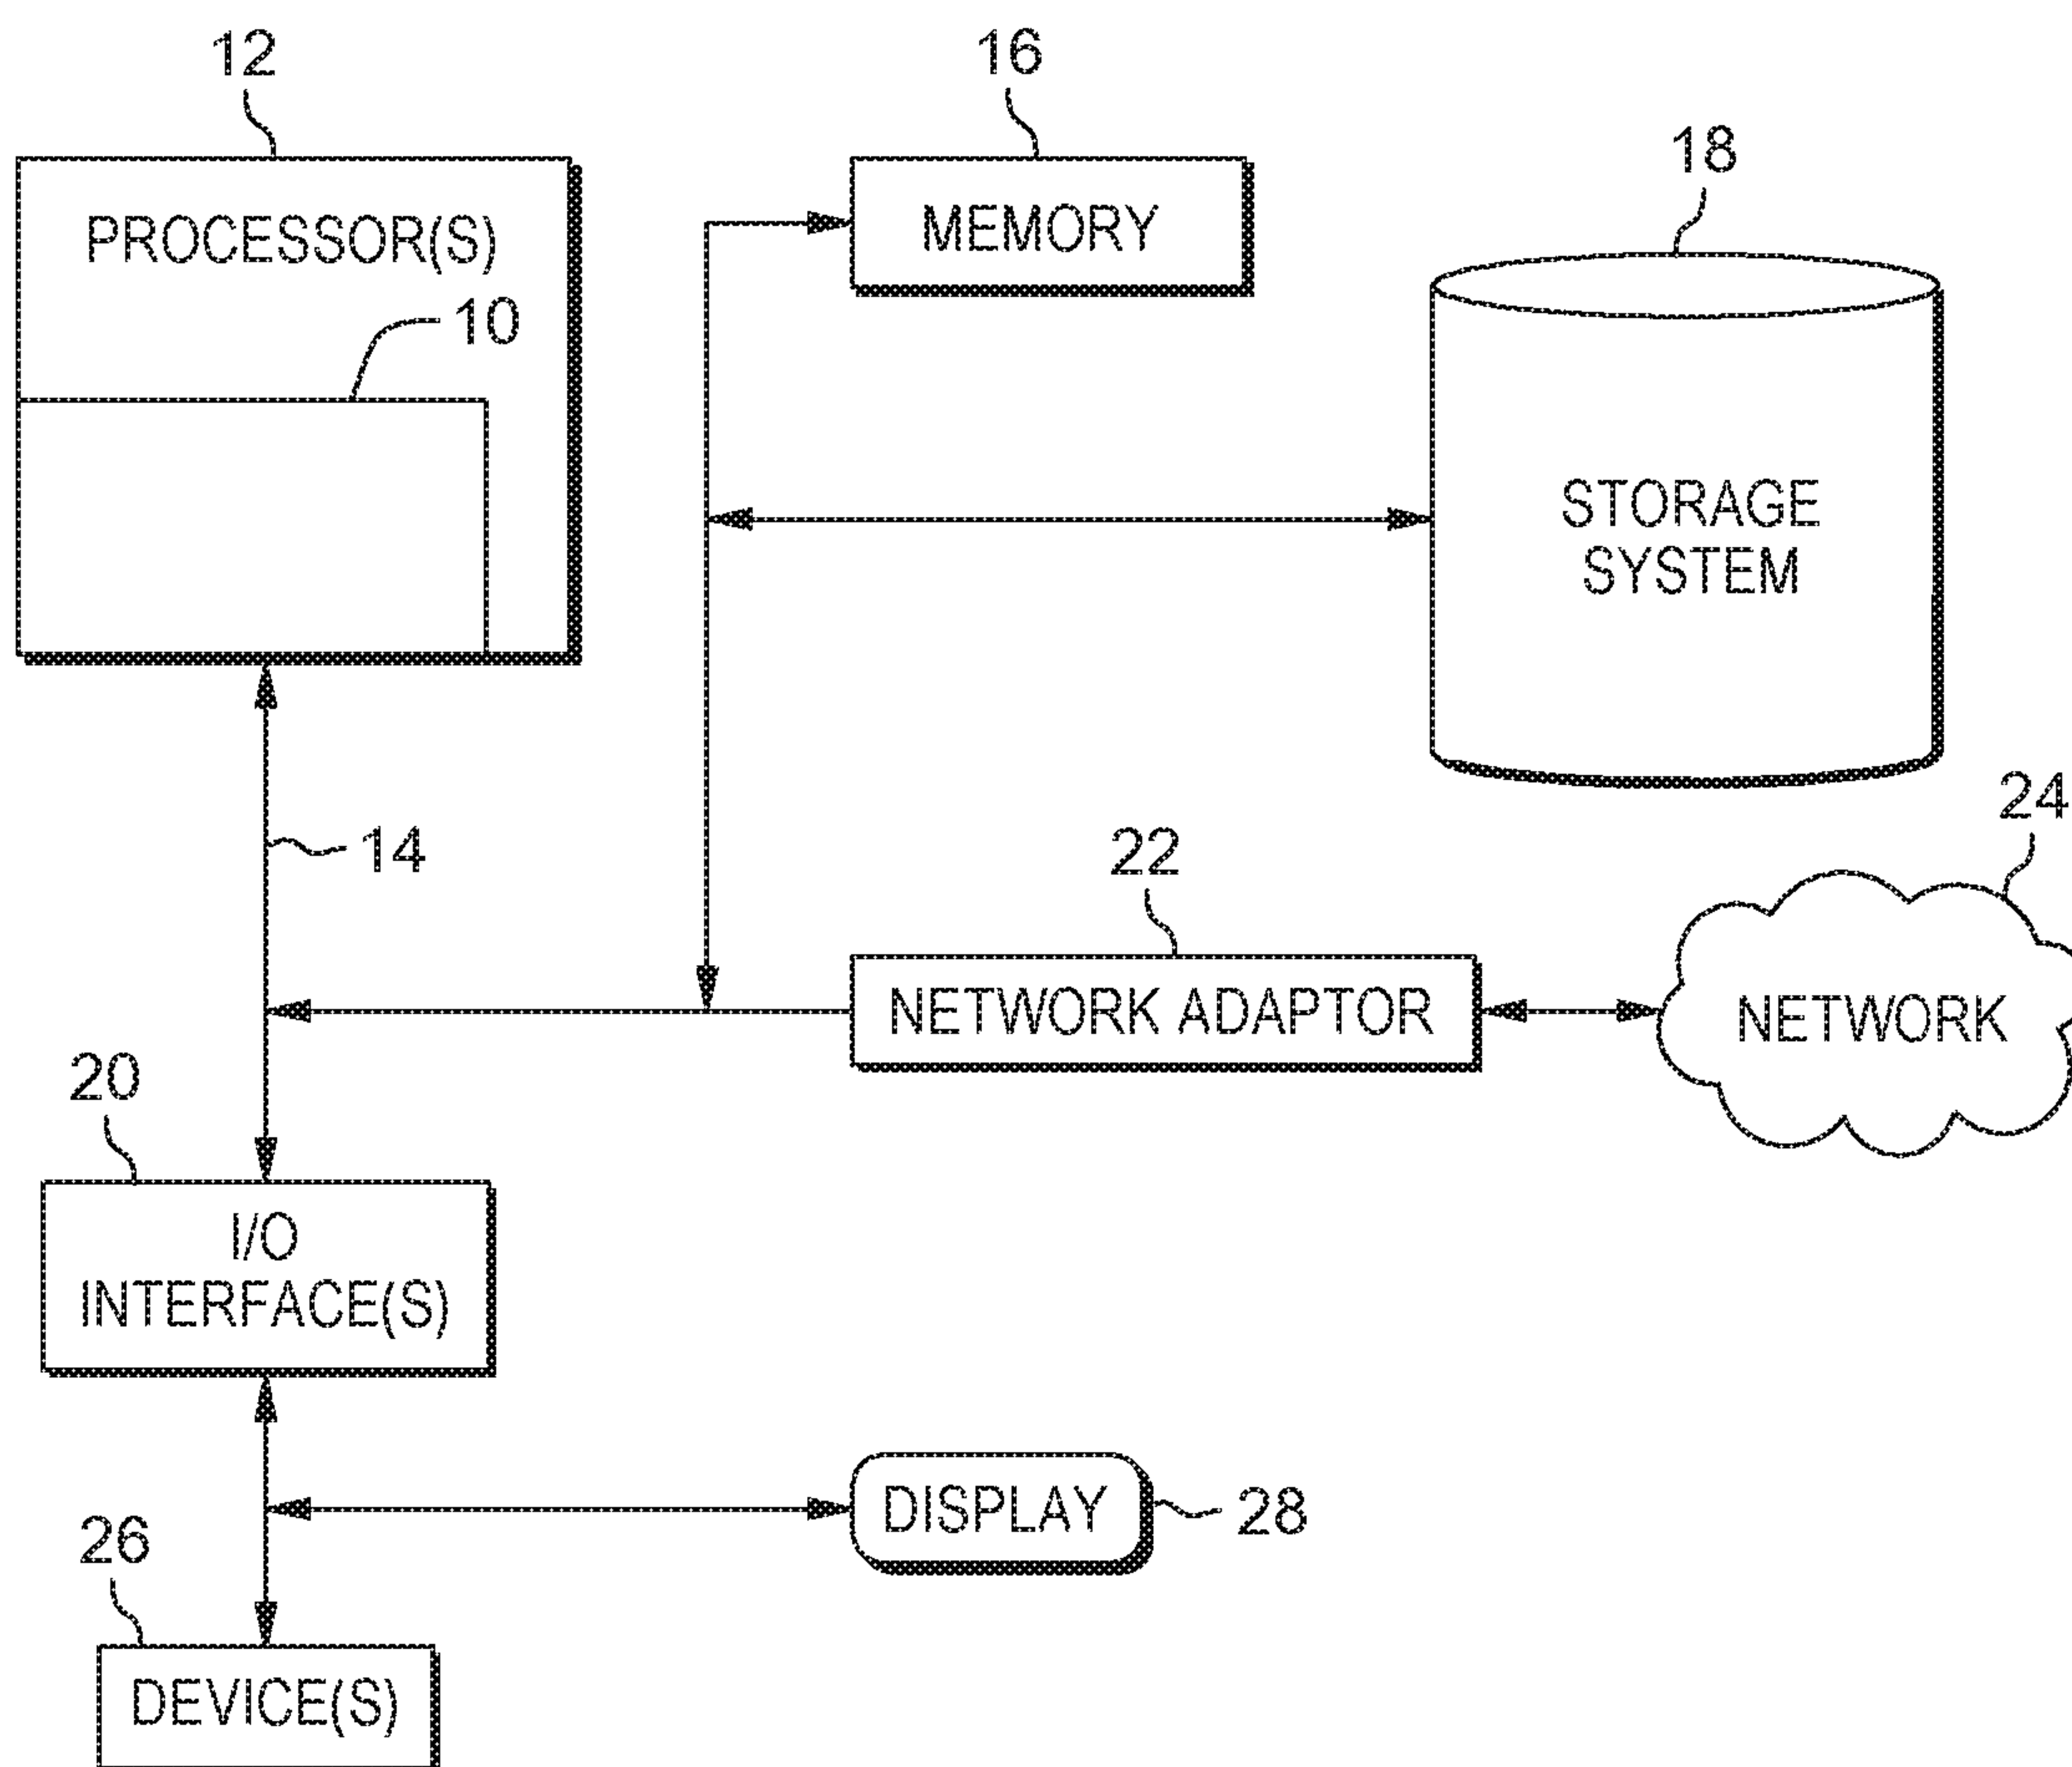 12
16
18
PROCESSOR(S)
MEMORY
10
STORAGE
SYSTEM
24
14
22
NETWORK ADAPTOR
NETWORK
20
I/O
INTERFACE(S)
DISPLAY
28
26
DEVICE(S)